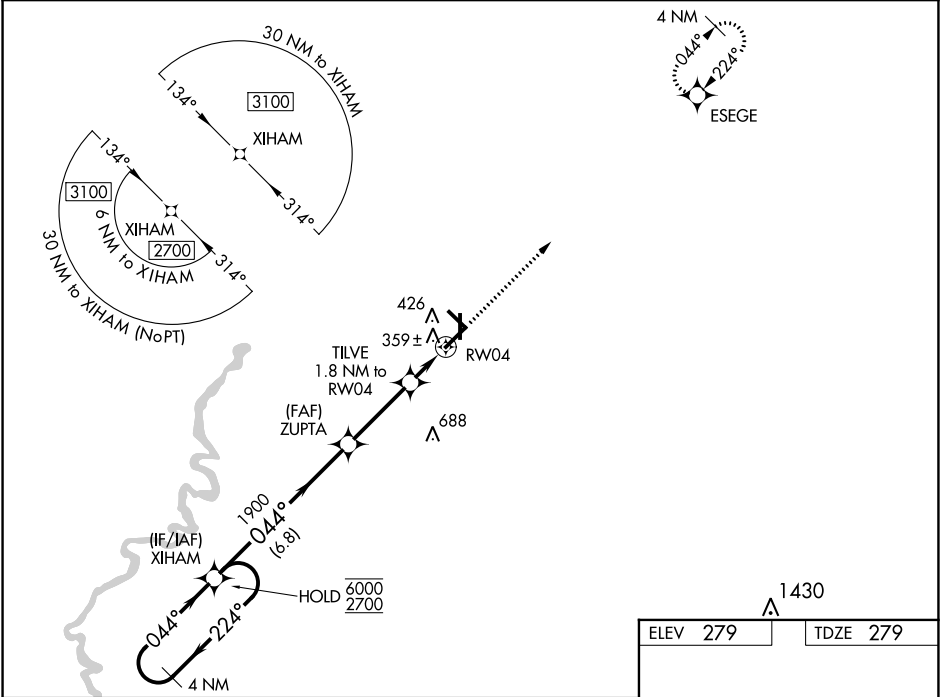 30 NM to XIHAM
134°
3100
XIHAM
314°
134°
3100
XIHAM
2700
6 NM to XIHAM
314°
30 NM to XIHAM (NoPT)
4 NM
044°
224°
ESEGE
426
359±
RW04
TILVE
1.8 NM to
RW04
688
(FAF)
ZUPTA
1900
044°
(6.8)
(IF/IAF)
XIHAM
HOLD 6000
2700
044°
224°
4 NM
1430
ELEV 279
TDZE 279